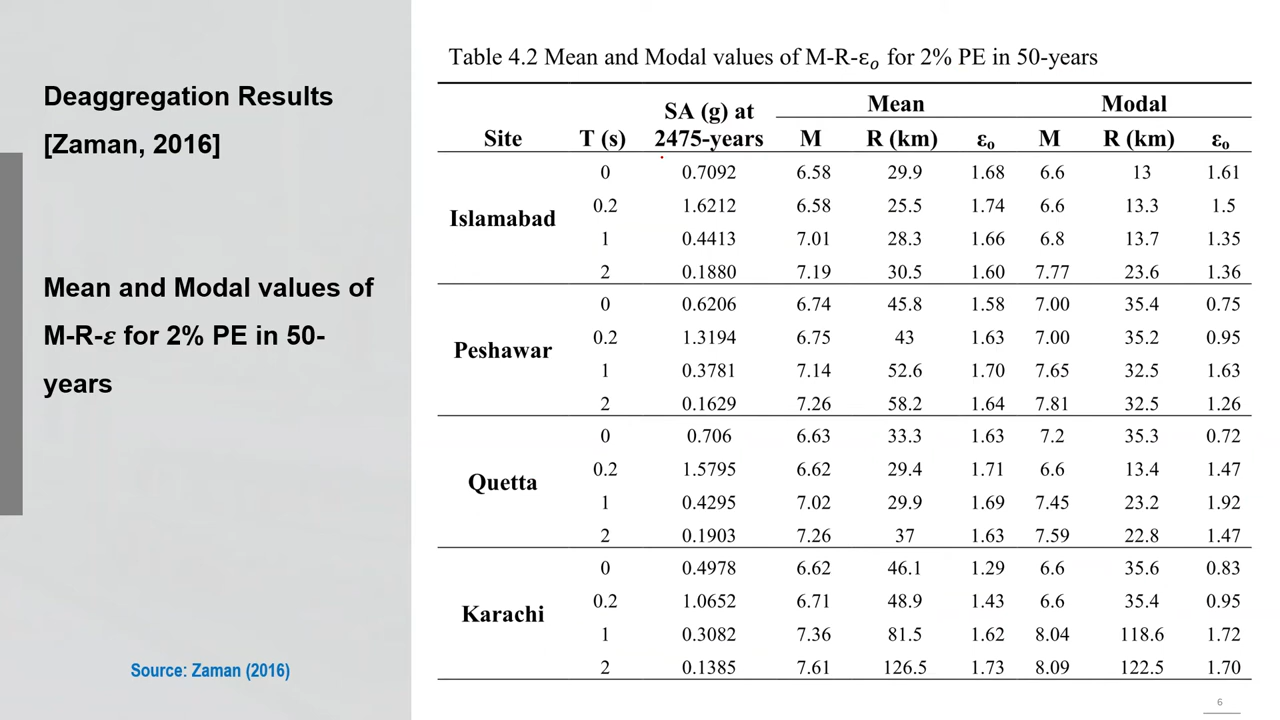 Deaggregation Results
[Zaman, 2016]
Mean and Modal values of
M-R-𝜀 for 2% PE in 50-
years
Source: Zaman (2016)
Table 4.2 Mean and Modal values of M-R-ε𝑜 for 2% PE in 50-years
Site T (s) SA (g) at 2475-years Mean Modal
M R (km) εₒ M R (km) εₒ
Islamabad
0 0.7092 6.58 29.9 1.68 6.6 13 1.61
0.2 1.6212 6.58 25.5 1.74 6.6 13.3 1.5
1 0.4413 7.01 28.3 1.66 6.8 13.7 1.35
2 0.1880 7.19 30.5 1.60 7.77 23.6 1.36
Peshawar
0 0.6206 6.74 45.8 1.58 7.00 35.4 0.75
0.2 1.3194 6.75 43 1.63 7.00 35.2 0.95
1 0.3781 7.14 52.6 1.70 7.65 32.5 1.63
2 0.1629 7.26 58.2 1.64 7.81 32.5 1.26
Quetta
0 0.706 6.63 33.3 1.63 7.2 35.3 0.72
0.2 1.5795 6.62 29.4 1.71 6.6 13.4 1.47
1 0.4295 7.02 29.9 1.69 7.45 23.2 1.92
2 0.1903 7.26 37 1.63 7.59 22.8 1.47
Karachi
0 0.4978 6.62 46.1 1.29 6.6 35.6 0.83
0.2 1.0652 6.71 48.9 1.43 6.6 35.4 0.95
1 0.3082 7.36 81.5 1.62 8.04 118.6 1.72
2 0.1385 7.61 126.5 1.73 8.09 122.5 1.70
6